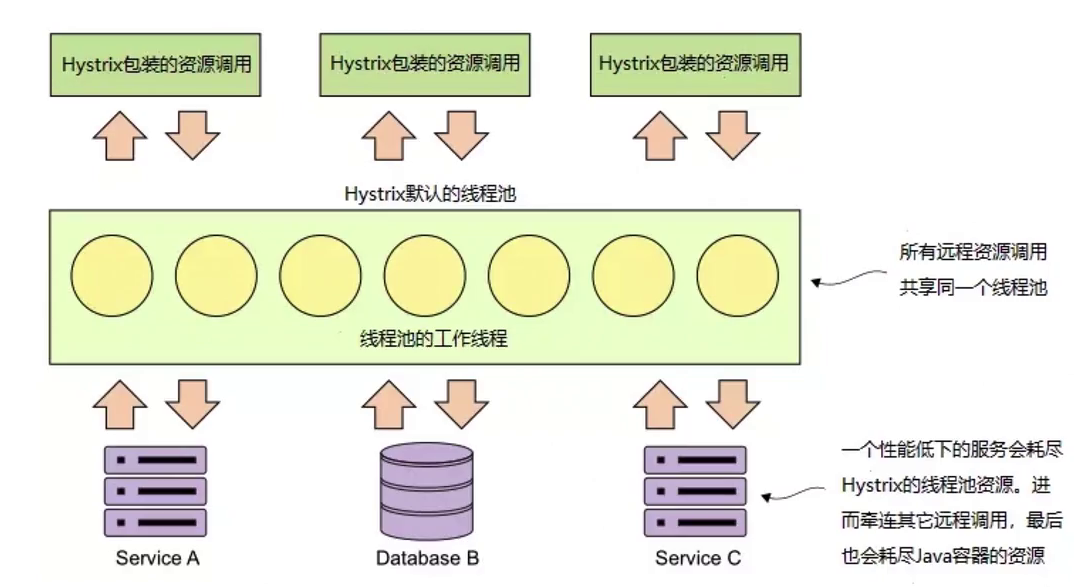 Hystrix包装的资源调用
Hystrix包装的资源调用
Hystrix包装的资源调用
Hystrix默认的线程池
所有远程资源调用
共享同一个线程池
线程池的工作线程
一个性能低下的服务会耗尽
Hystrix的线程池资源。进
而牵连其它远程调用，最后
也会耗尽Java容器的资源
Service A
Database B
Service C